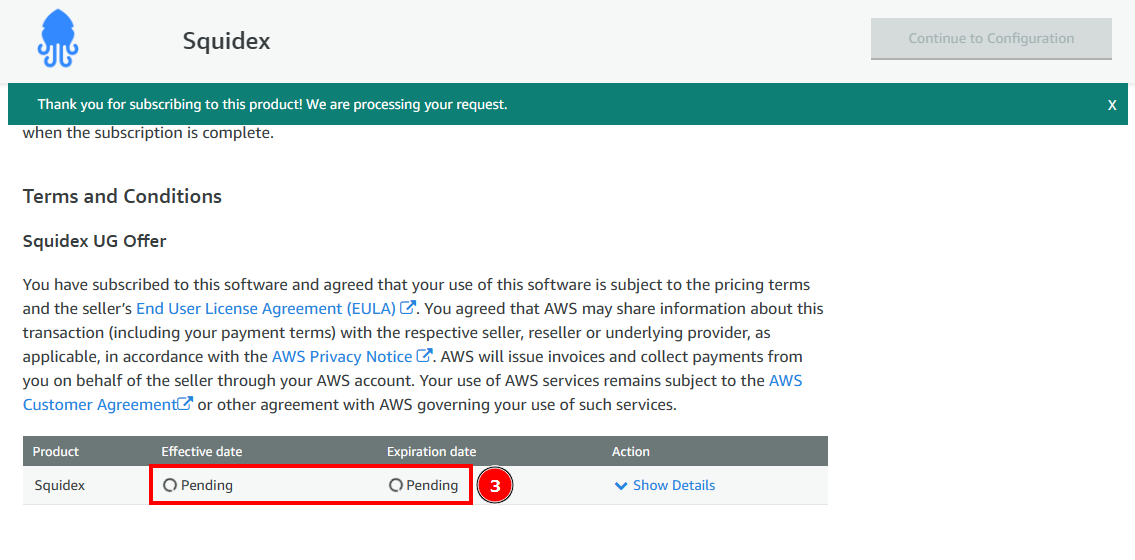 Squidex
Continue to Configuration
Thank you for subscribing to this product! We are processing your request.
X
when the subscription is complete.
Terms and Conditions
Squidex UG Offer
You have subscribed to this software and agreed that your use of this software is subject to the pricing terms
and the seller's End User License Agreement (EULA). You agreed that AWS may share information about this
transaction (including your payment terms) with the respective seller, reseller or underlying provider, as
applicable, in accordance with the AWS Privacy Notice. AWS will issue invoices and collect payments from
you on behalf of the seller through your AWS account. Your use of AWS services remains subject to the AWS
Customer Agreement or other agreement with AWS governing your use of such services.
Product Effective date Expiration date Action
Squidex Pending Pending 3 Show Details